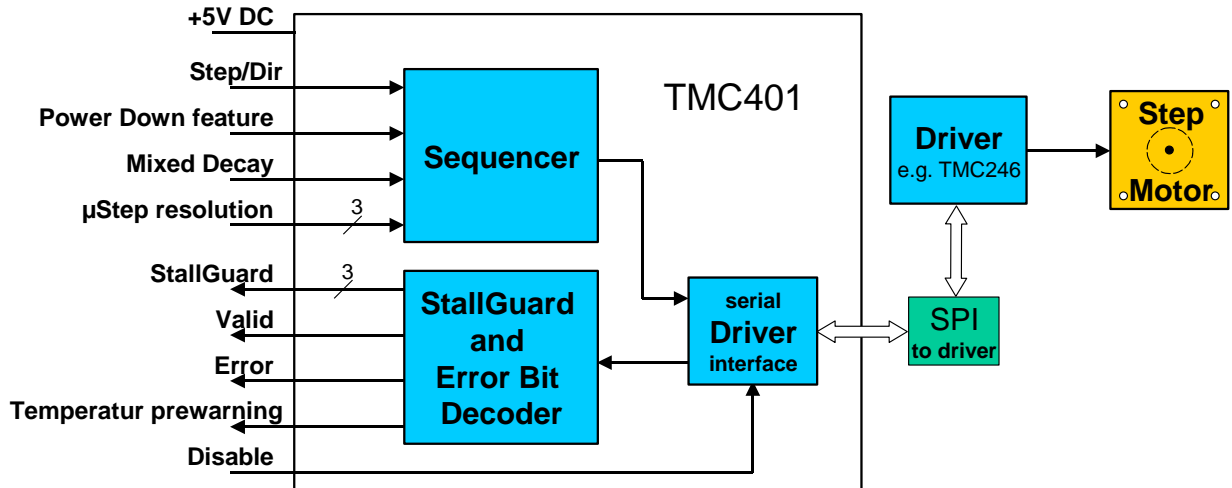 +5V DC
Step/Dir
Power Down feature
Mixed Decay
µStep resolution
3
StallGuard
3
Valid
Error
Temperatur prewarning
Disable
Sequencer
StallGuard
and
Error Bit
Decoder
TMC401
serial
Driver
interface
SPI
to driver
Driver
e.g. TMC246
Step
Motor